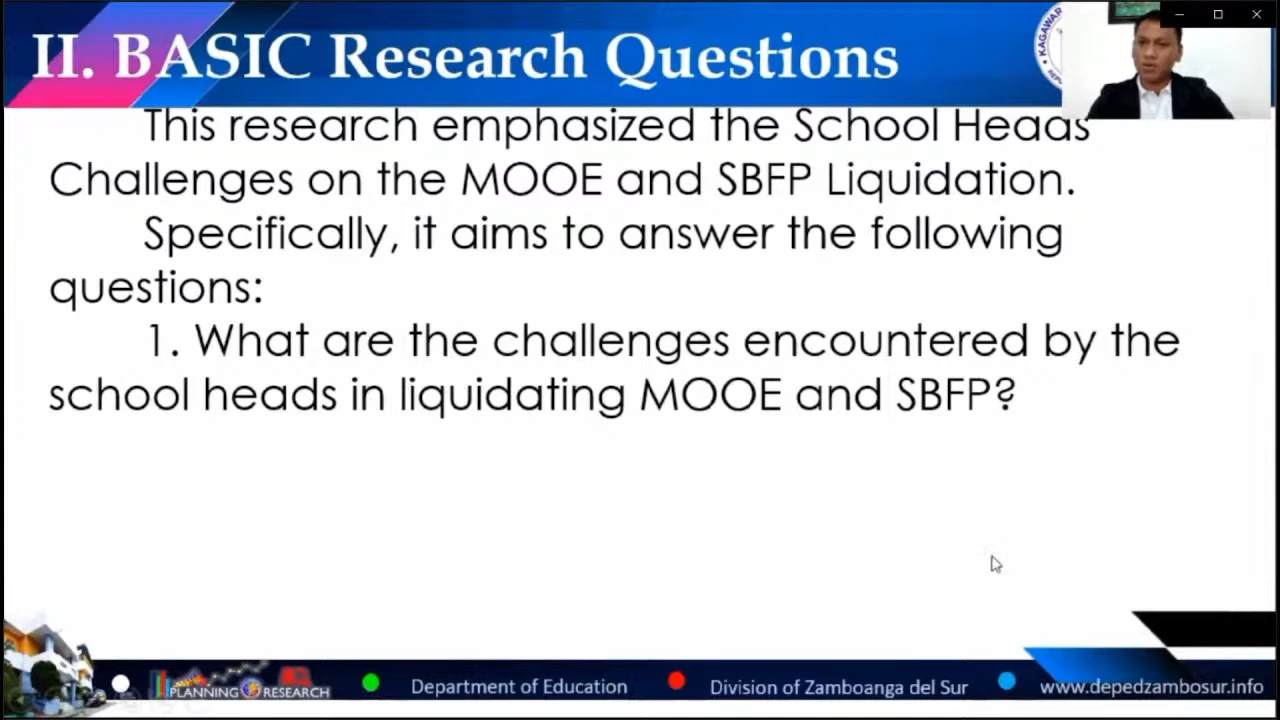 II. BASIC Research Questions
KAGAWAR
This research emphasized the School Heads
Challenges on the MOOE and SBFP Liquidation.
Specifically, it aims to answer the following
questions:
1. What are the challenges encountered by the
school heads in liquidating MOOE and SBFP?
PLANNING RESEARCH
Department of Education
Division of Zamboanga del Sur
www.depedzambosur.info